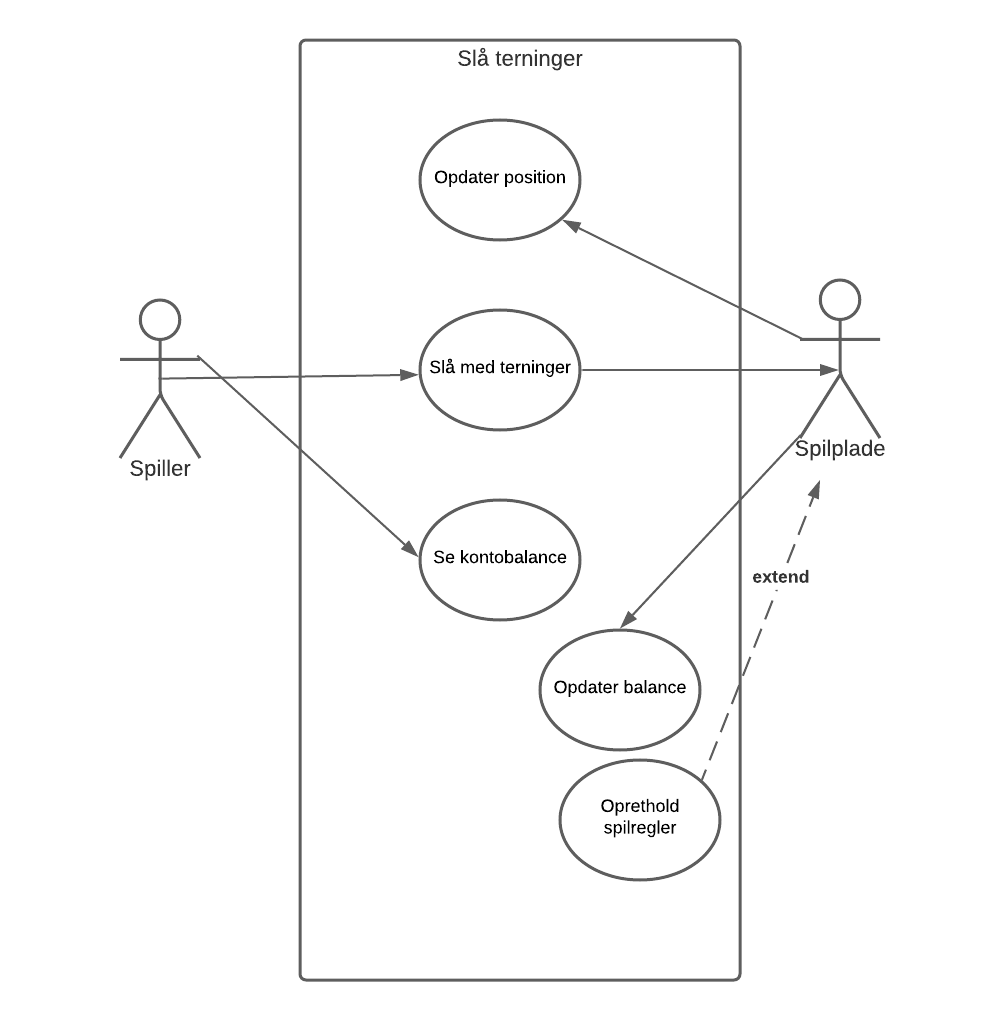 Slå terninger
Opdater position
Slå med terninger
Spiller
Spilplade
Se kontobalance
extend
Opdater balance
Oprethold
spilregler